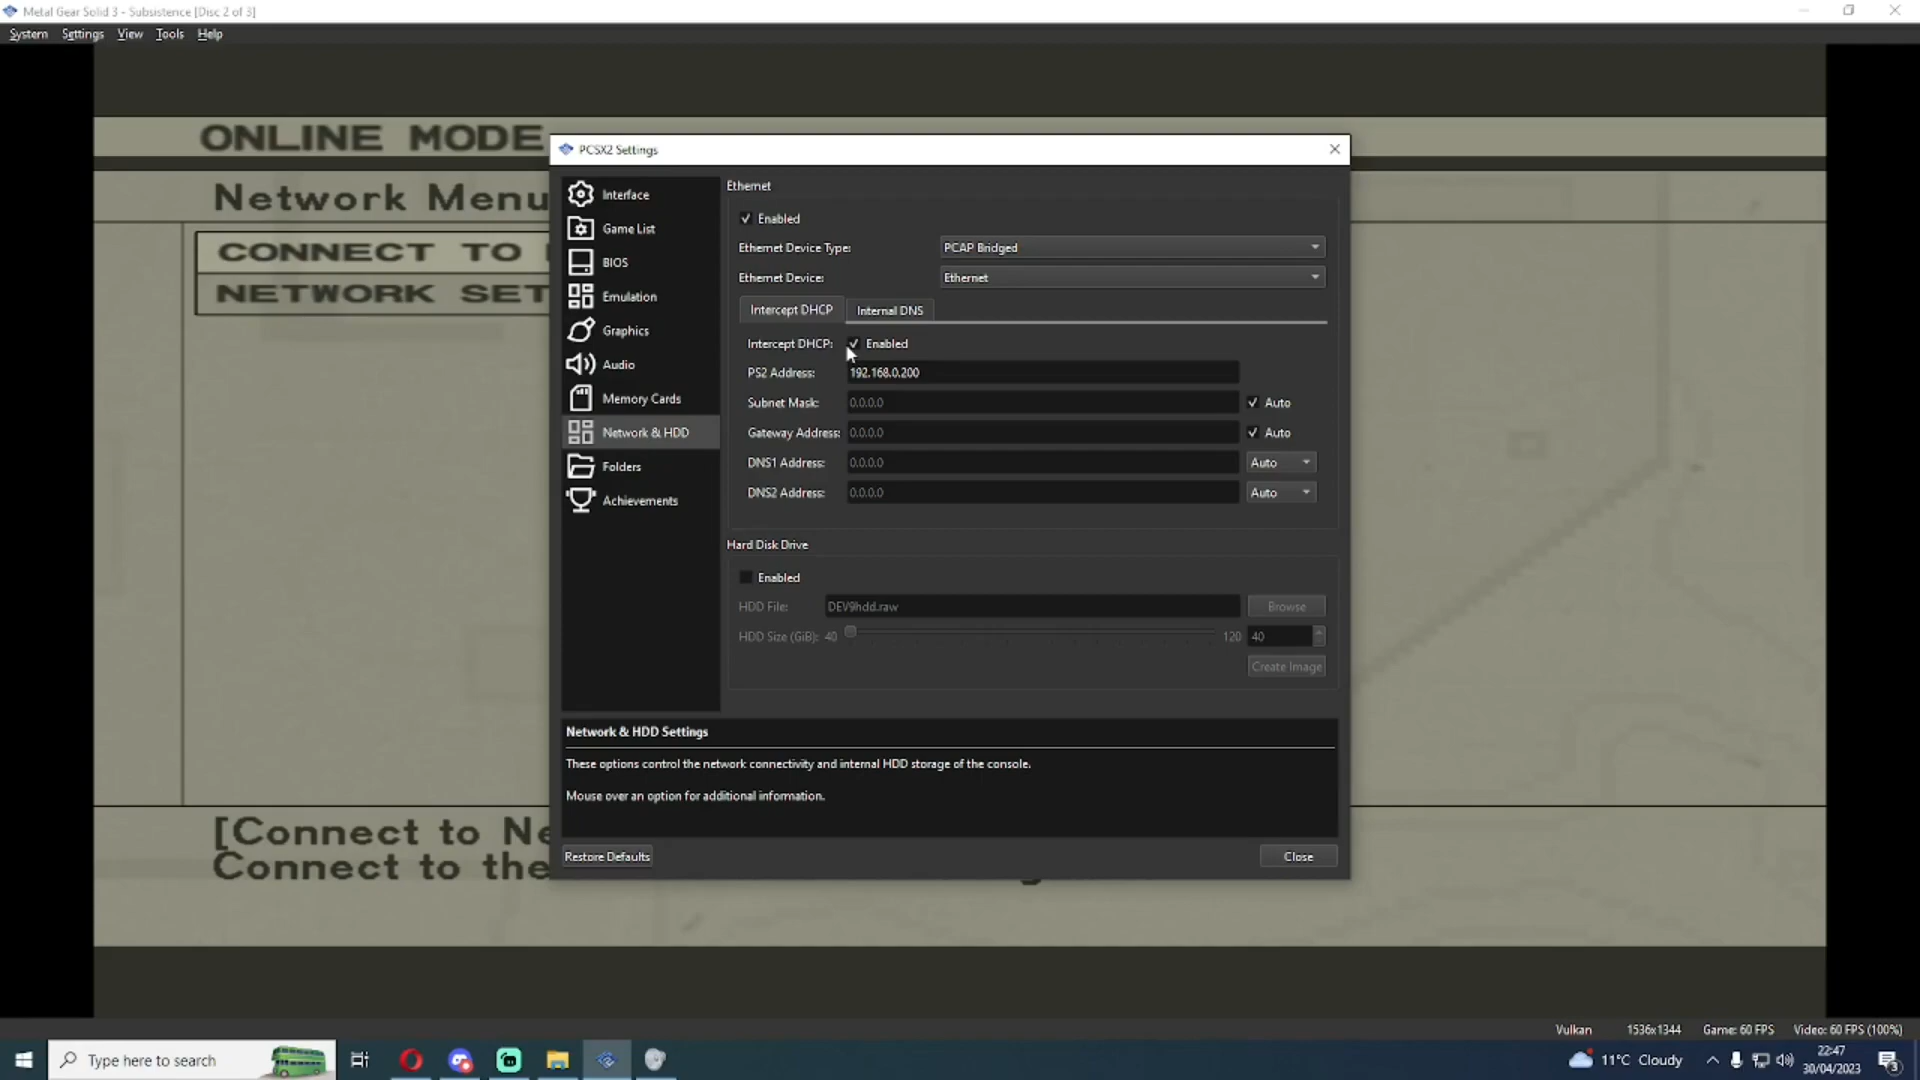 Metal Gear Solid 3 - Subsistence [Disc 2 of 3]
System Settings View Tools Help
ONLINE MODE
Network Menu
CONNECT TO
NETWORK SET
[Connect to Ne
Connect to the
PCSX2 Settings
Interface
Game List
BIOS
Emulation
Graphics
Audio
Memory Cards
Network & HDD
Folders
Achievements
Ethernet
Enabled
Ethernet Device Type: PCAP Bridged
Ethernet Device: Ethernet
Intercept DHCP Internal DNS
Intercept DHCP: Enabled
PS2 Address: 192.168.0.200
Subnet Mask: 0.0.0.0 Auto
Gateway Address: 0.0.0.0 Auto
DNS1 Address: 0.0.0.0 Auto
DNS2 Address: 0.0.0.0 Auto
Hard Disk Drive
Enabled
HDD File: DEV9hdd.raw Browse
HDD Size (GiB): 40 120 40
Create Image
Network & HDD Settings
These options control the network connectivity and internal HDD storage of the console.
Mouse over an option for additional information.
Restore Defaults Close
Vulkan 1536x1344 Game: 60 FPS Video: 60 FPS (100%)
Type here to search
11°C Cloudy
22:47
30/04/2023
3